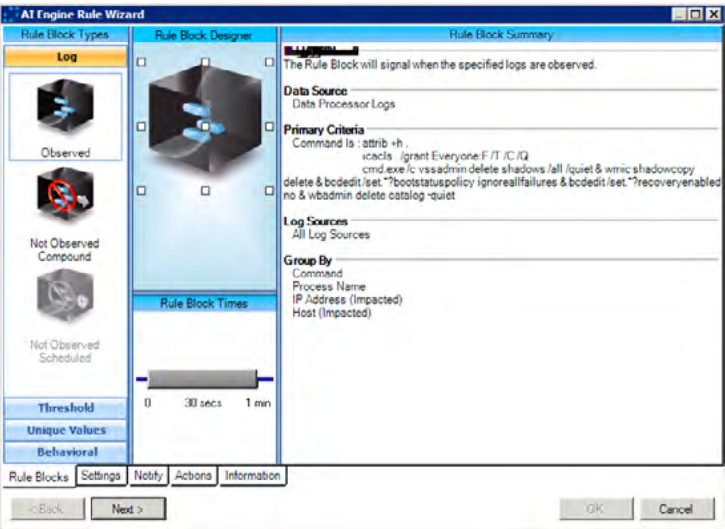 AI Engine Rule Wizard
Rule Block Types
Log
Observed
Not Observed
Compound
Not Observed
Scheduled
Threshold
Unique Values
Behavioral
Rule Block Designer
Rule Block Times
0 30 secs 1 min
Rule Block Summary
The Rule Block will signal when the specified logs are observed.
Data Source
Data Processor Logs
Primary Criteria
Command Is : attrib +h .
icacls . /grant Everyone:F /T /C /Q
cmd.exe /c vssadmin delete shadows /all /quiet & wmic shadowcopy
delete & bcdedit /set.*?bootstatuspolicy ignoreallfailures & bcdedit /set.*?recoveryenabled
no & wbadmin delete catalog -quiet
Log Sources
All Log Sources
Group By
Command
Process Name
IP Address (Impacted)
Host (Impacted)
Rule Blocks Settings Notify Actions Information
< Back Next > OK Cancel